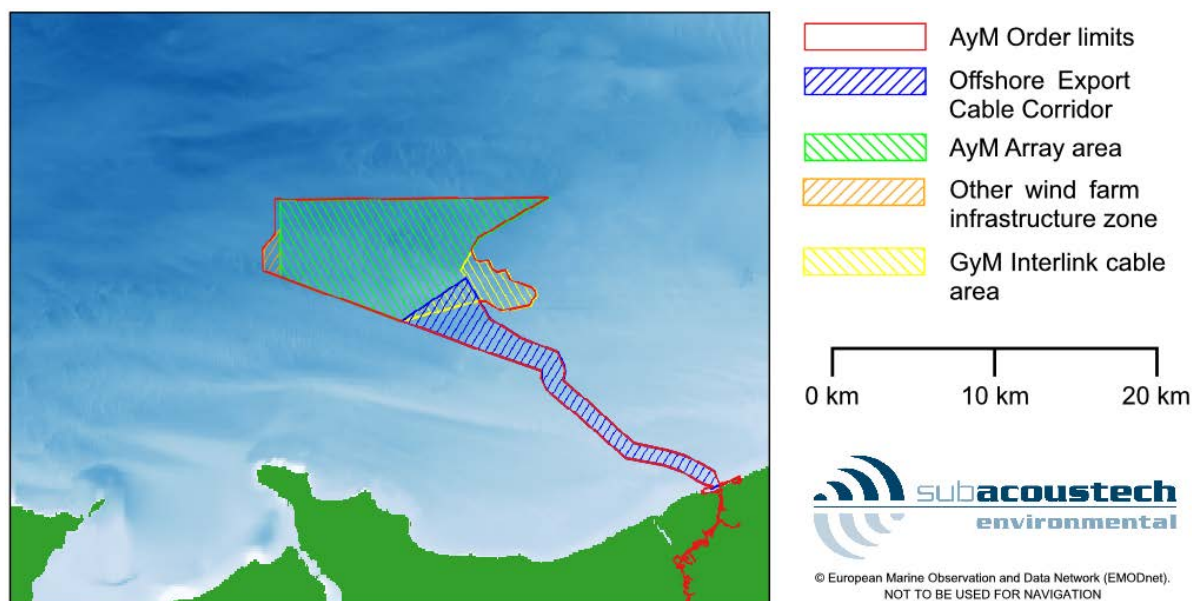 AyM Order limits
Offshore Export
Cable Corridor
AyM Array area
Other wind farm
infrastructure zone
GyM Interlink cable
area
0 km 10 km 20 km
subacoustech
environmental
© European Marine Observation and Data Network (EMODnet).
NOT TO BE USED FOR NAVIGATION